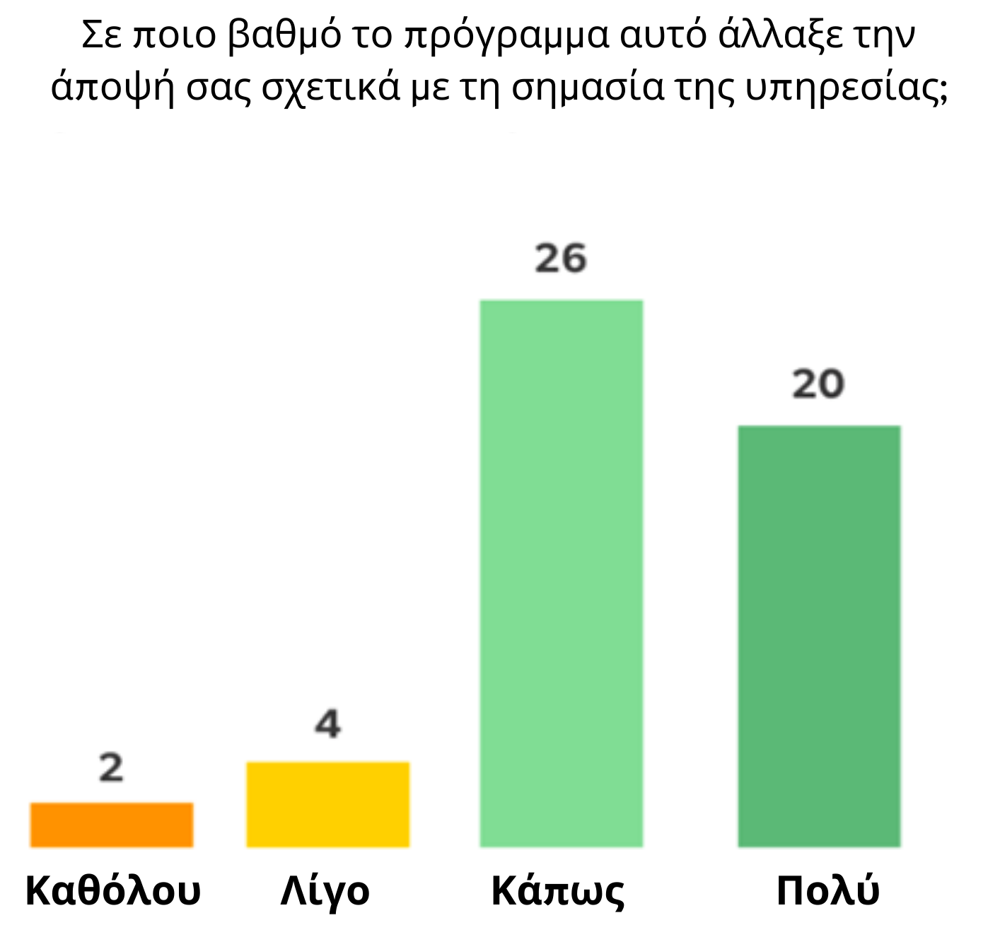 Σε ποιο βαθμό το πρόγραμμα αυτό άλλαξε την
άποψή σας σχετικά με τη σημασία της υπηρεσίας;
26
20
4
2
Καθόλου Λίγο Κάπως Πολύ